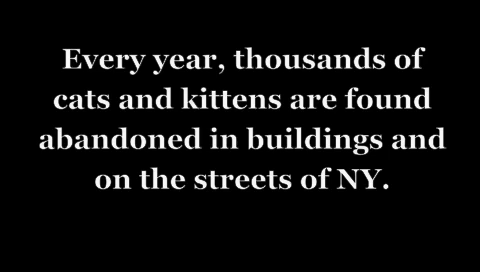 Every year, thousands of
cats and kittens are found
abandoned in buildings and
on the streets of NY.